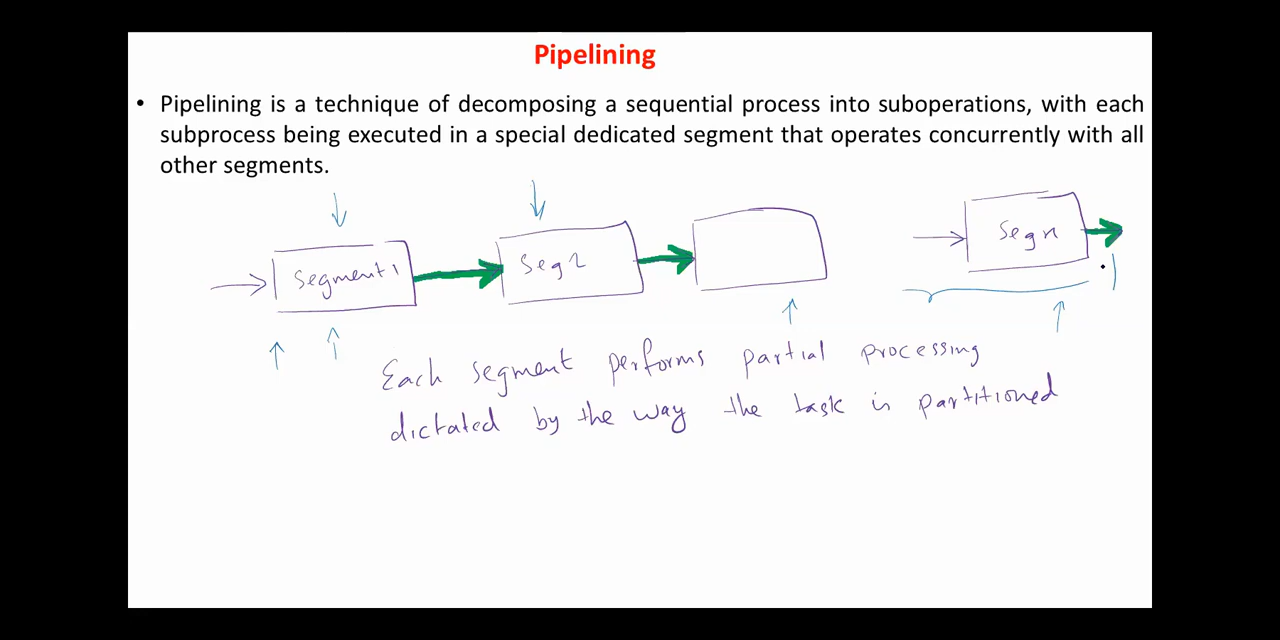 Pipelining
• Pipelining is a technique of decomposing a sequential process into suboperations, with each
subprocess being executed in a special dedicated segment that operates concurrently with all
other segments.
Segment 1
Seg 2
Seg n
Each segment performs partial processing
dictated by the way the task is partitioned